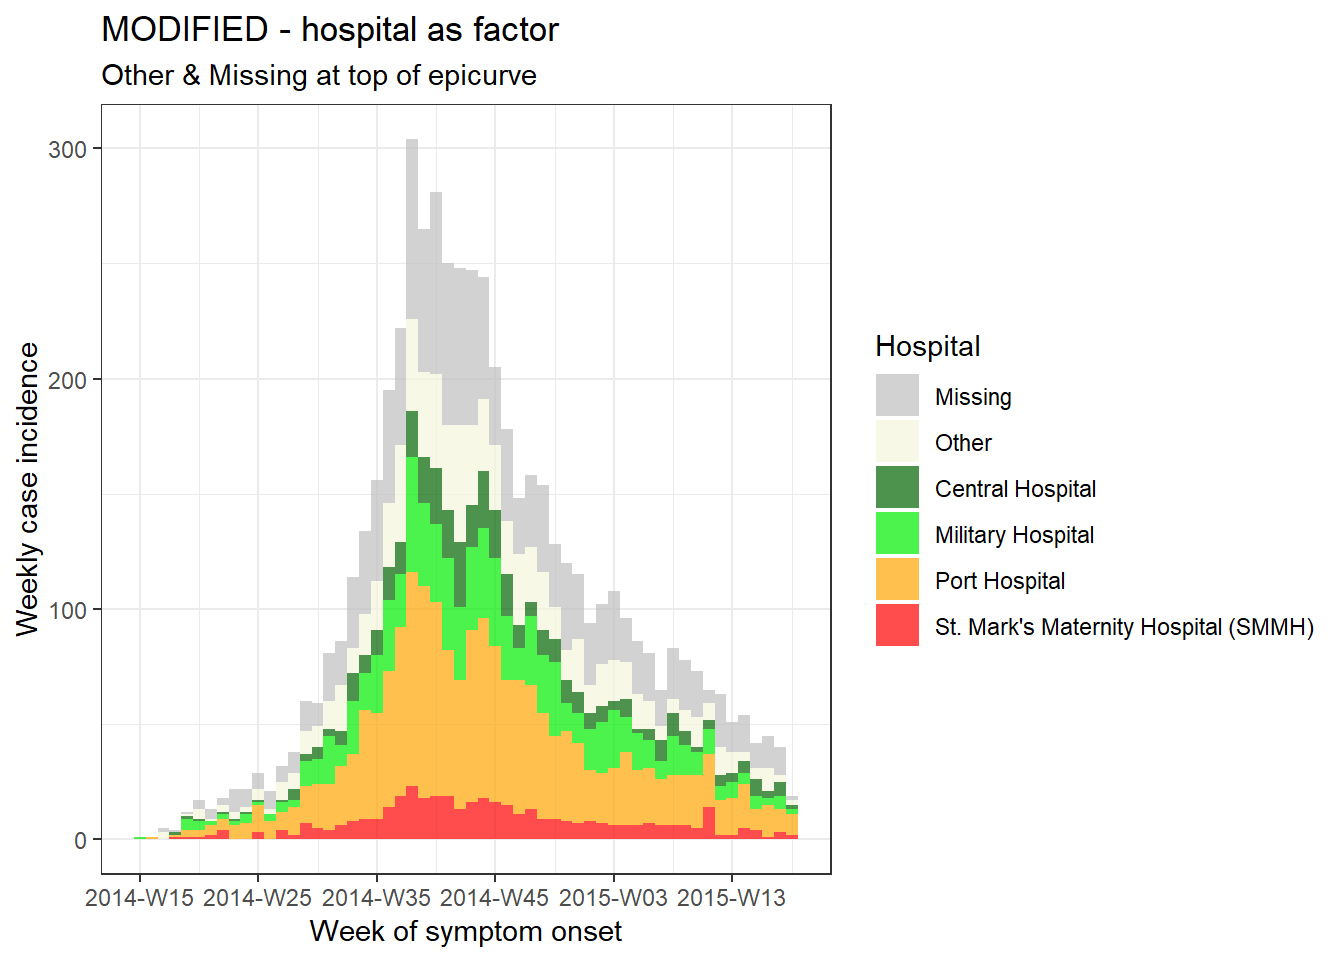 MODIFIED - hospital as factor
Other & Missing at top of epicurve
300
200
100
0
Weekly case incidence
2014-W15 2014-W25 2014-W35 2014-W45 2015-W03 2015-W13
Week of symptom onset
Hospital
Missing
Other
Central Hospital
Military Hospital
Port Hospital
St. Mark's Maternity Hospital (SMMH)